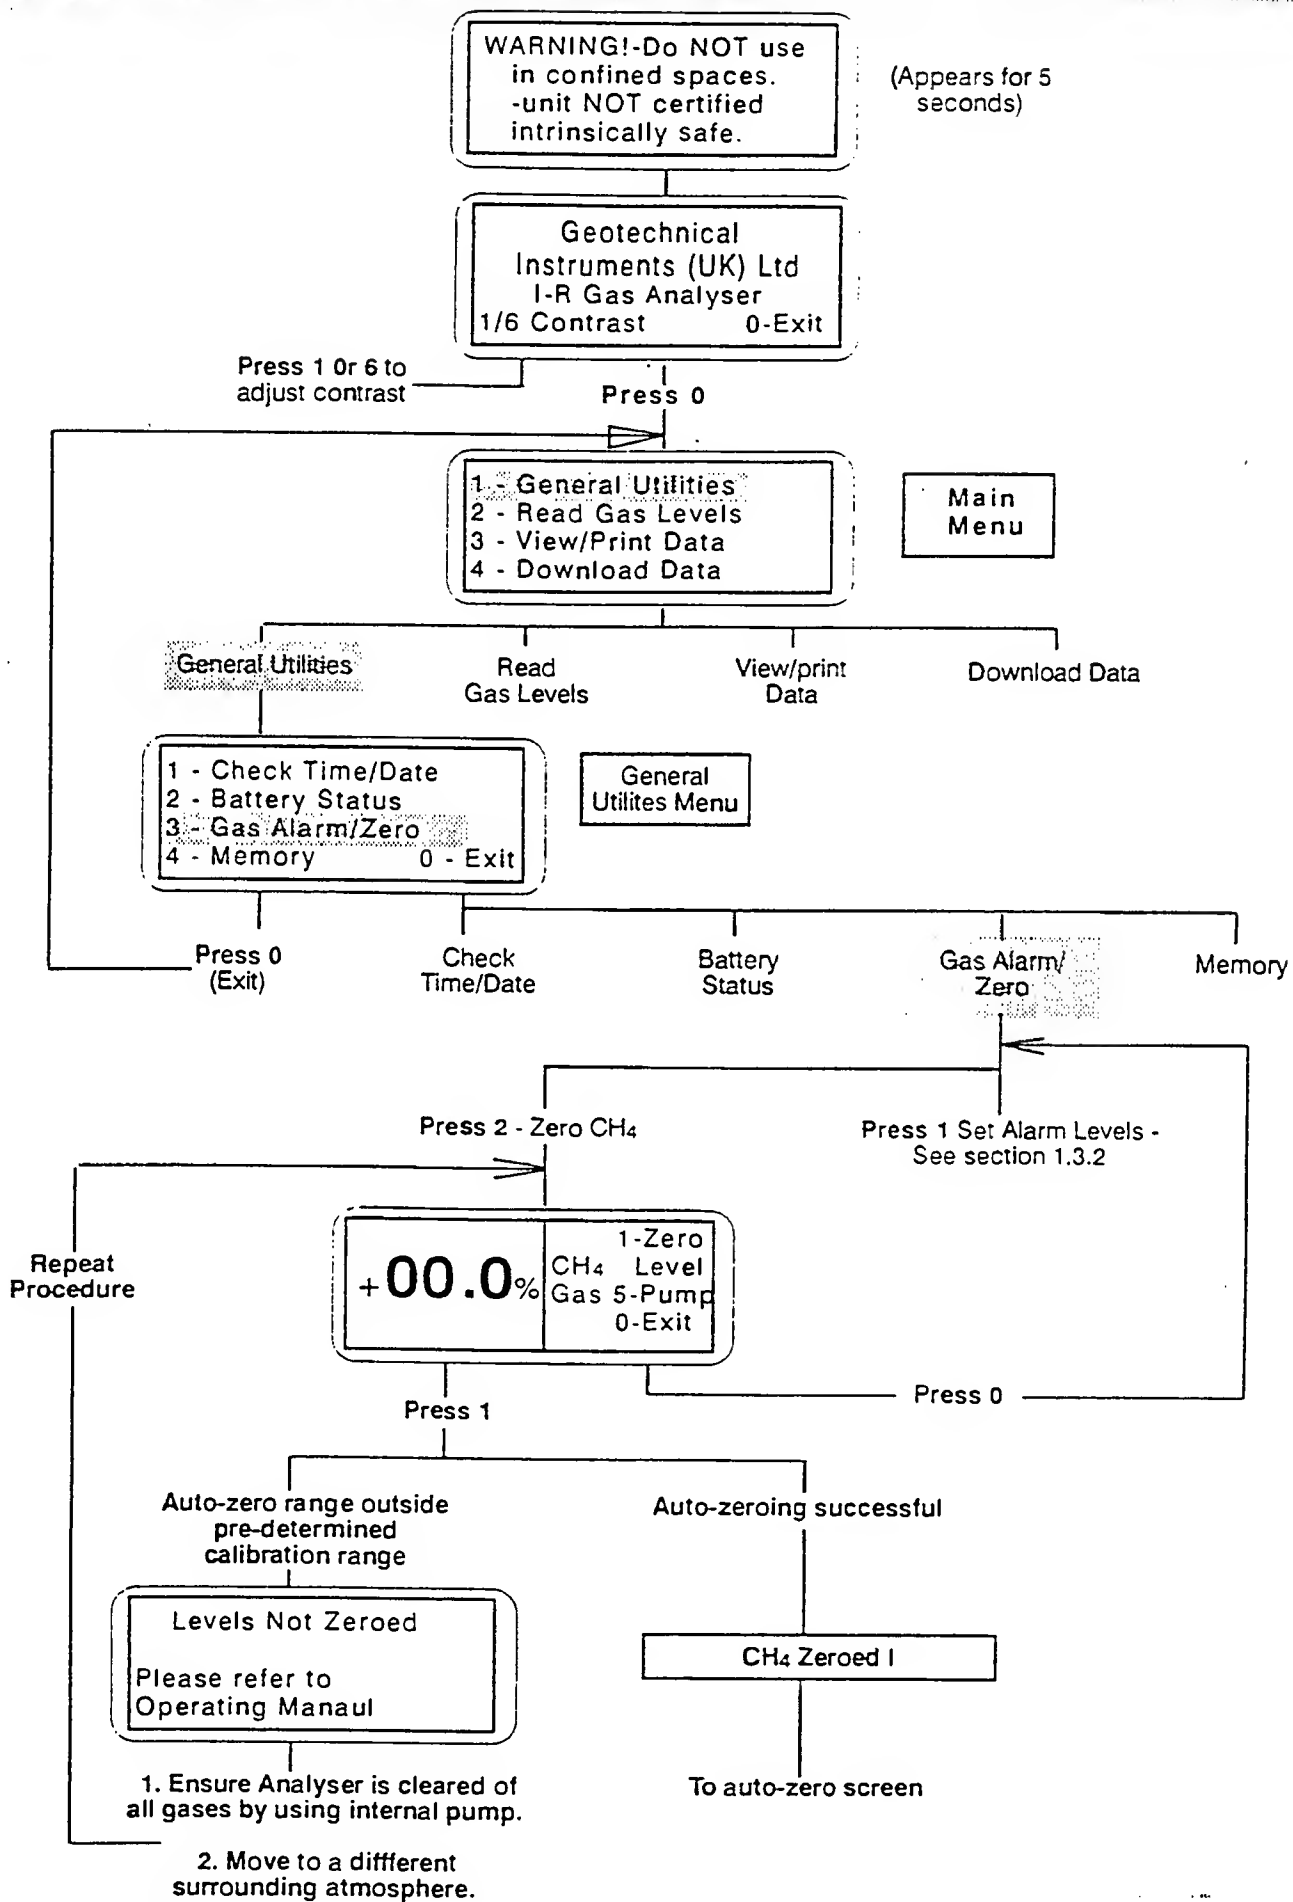 WARNING!-Do NOT use
in confined spaces.
-unit NOT certified
intrinsically safe.
(Appears for 5
seconds)
Geotechnical
Instruments (UK) Ltd
I-R Gas Analyser
1/6 Contrast 0-Exit
Press 1 0r 6 to
adjust contrast
Press 0
1 - General Utilities
2 - Read Gas Levels
3 - View/Print Data
4 - Download Data
Main
Menu
General Utilities
Read
Gas Levels
View/print
Data
Download Data
1 - Check Time/Date
2 - Battery Status
3 - Gas Alarm/Zero
4 - Memory 0 - Exit
General
Utilites Menu
Press 0
(Exit)
Check
Time/Date
Battery
Status
Gas Alarm/
Zero
Memory
Press 2 - Zero CH4
Press 1 Set Alarm Levels -
See section 1.3.2
Repeat
Procedure
+00.0%
1-Zero
CH4 Level
Gas 5-Pump
0-Exit
Press 1
Press 0
Auto-zero range outside
pre-determined
calibration range
Auto-zeroing successful
Levels Not Zeroed
Please refer to
Operating Manaul
CH4 Zeroed I
1. Ensure Analyser is cleared of
all gases by using internal pump.
To auto-zero screen
2. Move to a diffferent
surrounding atmosphere.